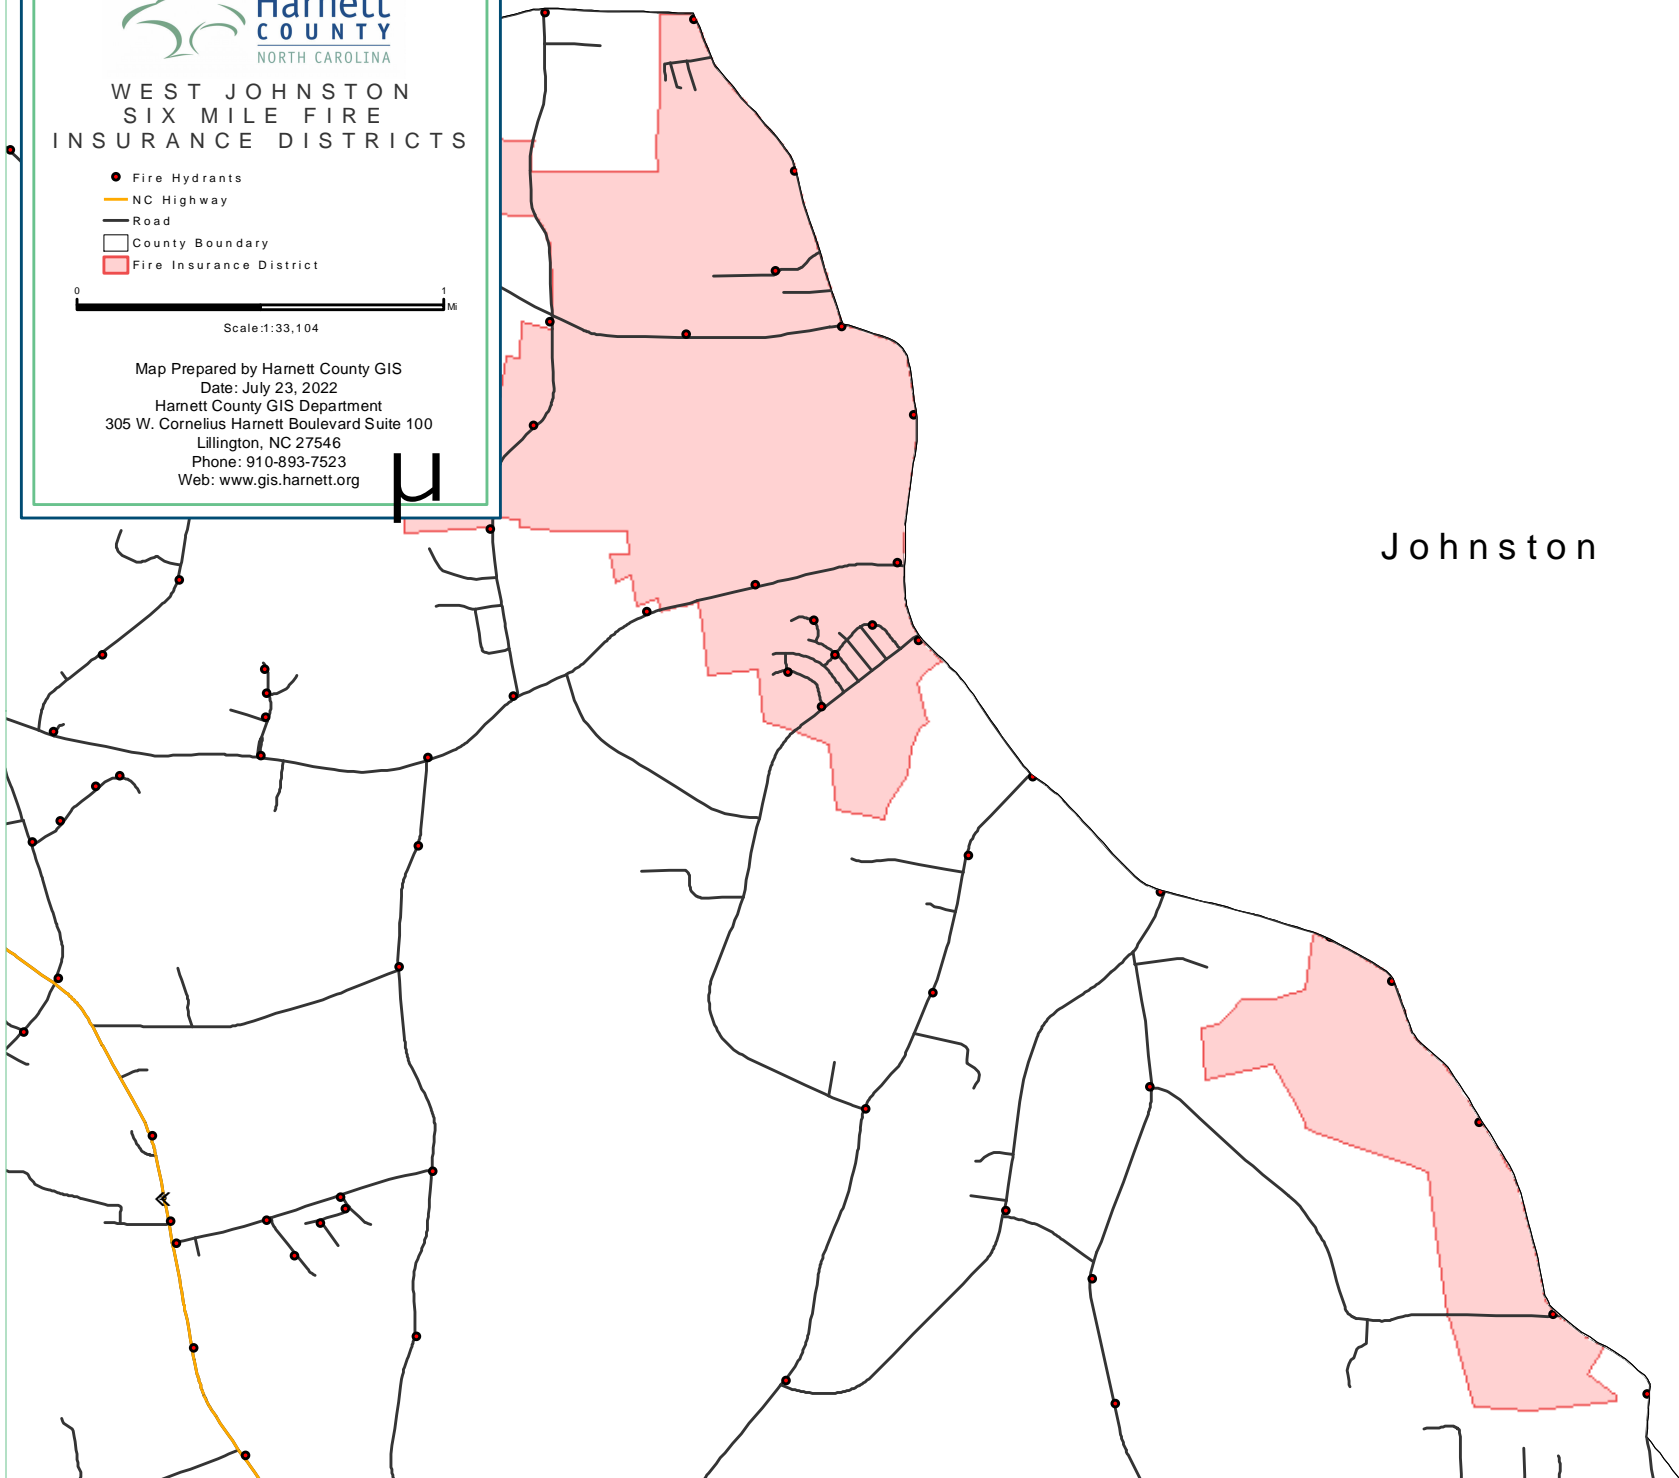 Harnett
COUNTY
NORTH CAROLINA
WEST JOHNSTON
SIX MILE FIRE
INSURANCE DISTRICTS
Fire Hydrants
NC Highway
Road
County Boundary
Fire Insurance District
0 1
Mi
Scale:1:33,104
Map Prepared by Harnett County GIS
Date: July 23, 2022
Harnett County GIS Department
305 W. Cornelius Harnett Boulevard Suite 100
Lillington, NC 27546
Phone: 910-893-7523
Web: www.gis.harnett.org
µ
Johnston